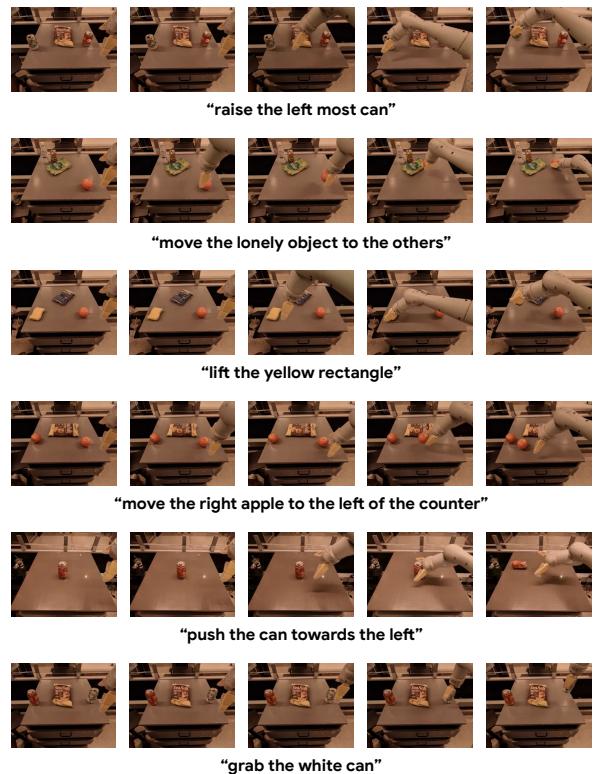 “raise the left most can”
“move the lonely object to the others”
“lift the yellow rectangle”
“move the right apple to the left of the counter”
“push the can towards the left”
“grab the white can”